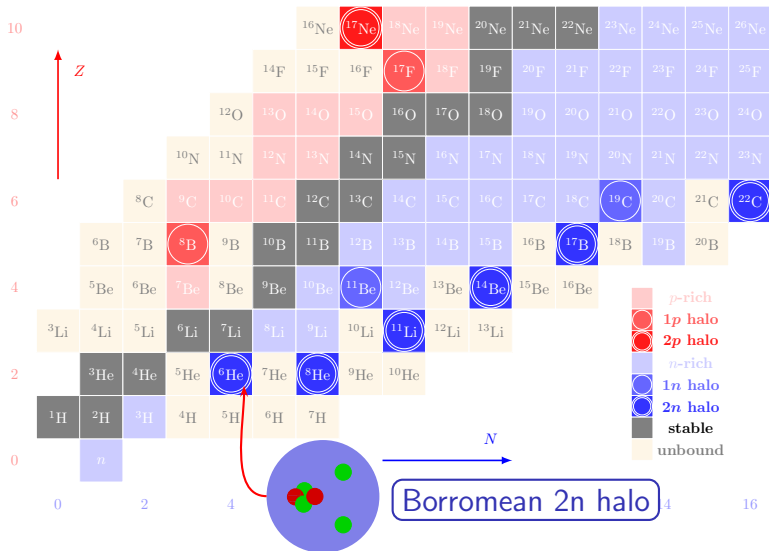 10 ¹⁶Ne ¹⁷Ne ¹⁸Ne ¹⁹Ne ²⁰Ne ²¹Ne ²²Ne ²³Ne ²⁴Ne ²⁵Ne ²⁶Ne
Z ¹⁴F ¹⁵F ¹⁶F ¹⁷F ¹⁸F ¹⁹F ²⁰F ²¹F ²²F ²³F ²⁴F ²⁵F
8 ¹²O ¹³O ¹⁴O ¹⁵O ¹⁶O ¹⁷O ¹⁸O ¹⁹O ²⁰O ²¹O ²²O ²³O ²⁴O
¹⁰N ¹¹N ¹²N ¹³N ¹⁴N ¹⁵N ¹⁶N ¹⁷N ¹⁸N ¹⁹N ²⁰N ²¹N ²²N ²³N
6 ⁸C ⁹C ¹⁰C ¹¹C ¹²C ¹³C ¹⁴C ¹⁵C ¹⁶C ¹⁷C ¹⁸C ¹⁹C ²⁰C ²¹C ²²C
⁶B ⁷B ⁸B ⁹B ¹⁰B ¹¹B ¹²B ¹³B ¹⁴B ¹⁵B ¹⁶B ¹⁷B ¹⁸B ¹⁹B ²⁰B
4 ⁵Be ⁶Be ⁷Be ⁸Be ⁹Be ¹⁰Be ¹¹Be ¹²Be ¹³Be ¹⁴Be ¹⁵Be ¹⁶Be
³Li ⁴Li ⁵Li ⁶Li ⁷Li ⁸Li ⁹Li ¹⁰Li ¹¹Li ¹²Li ¹³Li
2 ³He ⁴He ⁵He ⁶He ⁷He ⁸He ⁹He ¹⁰He
¹H ²H ³H ⁴H ⁵H ⁶H ⁷H
0 n
p-rich
1p halo
2p halo
n-rich
1n halo
2n halo
stable
unbound
N
Borromean 2n halo
0 2 4 14 16